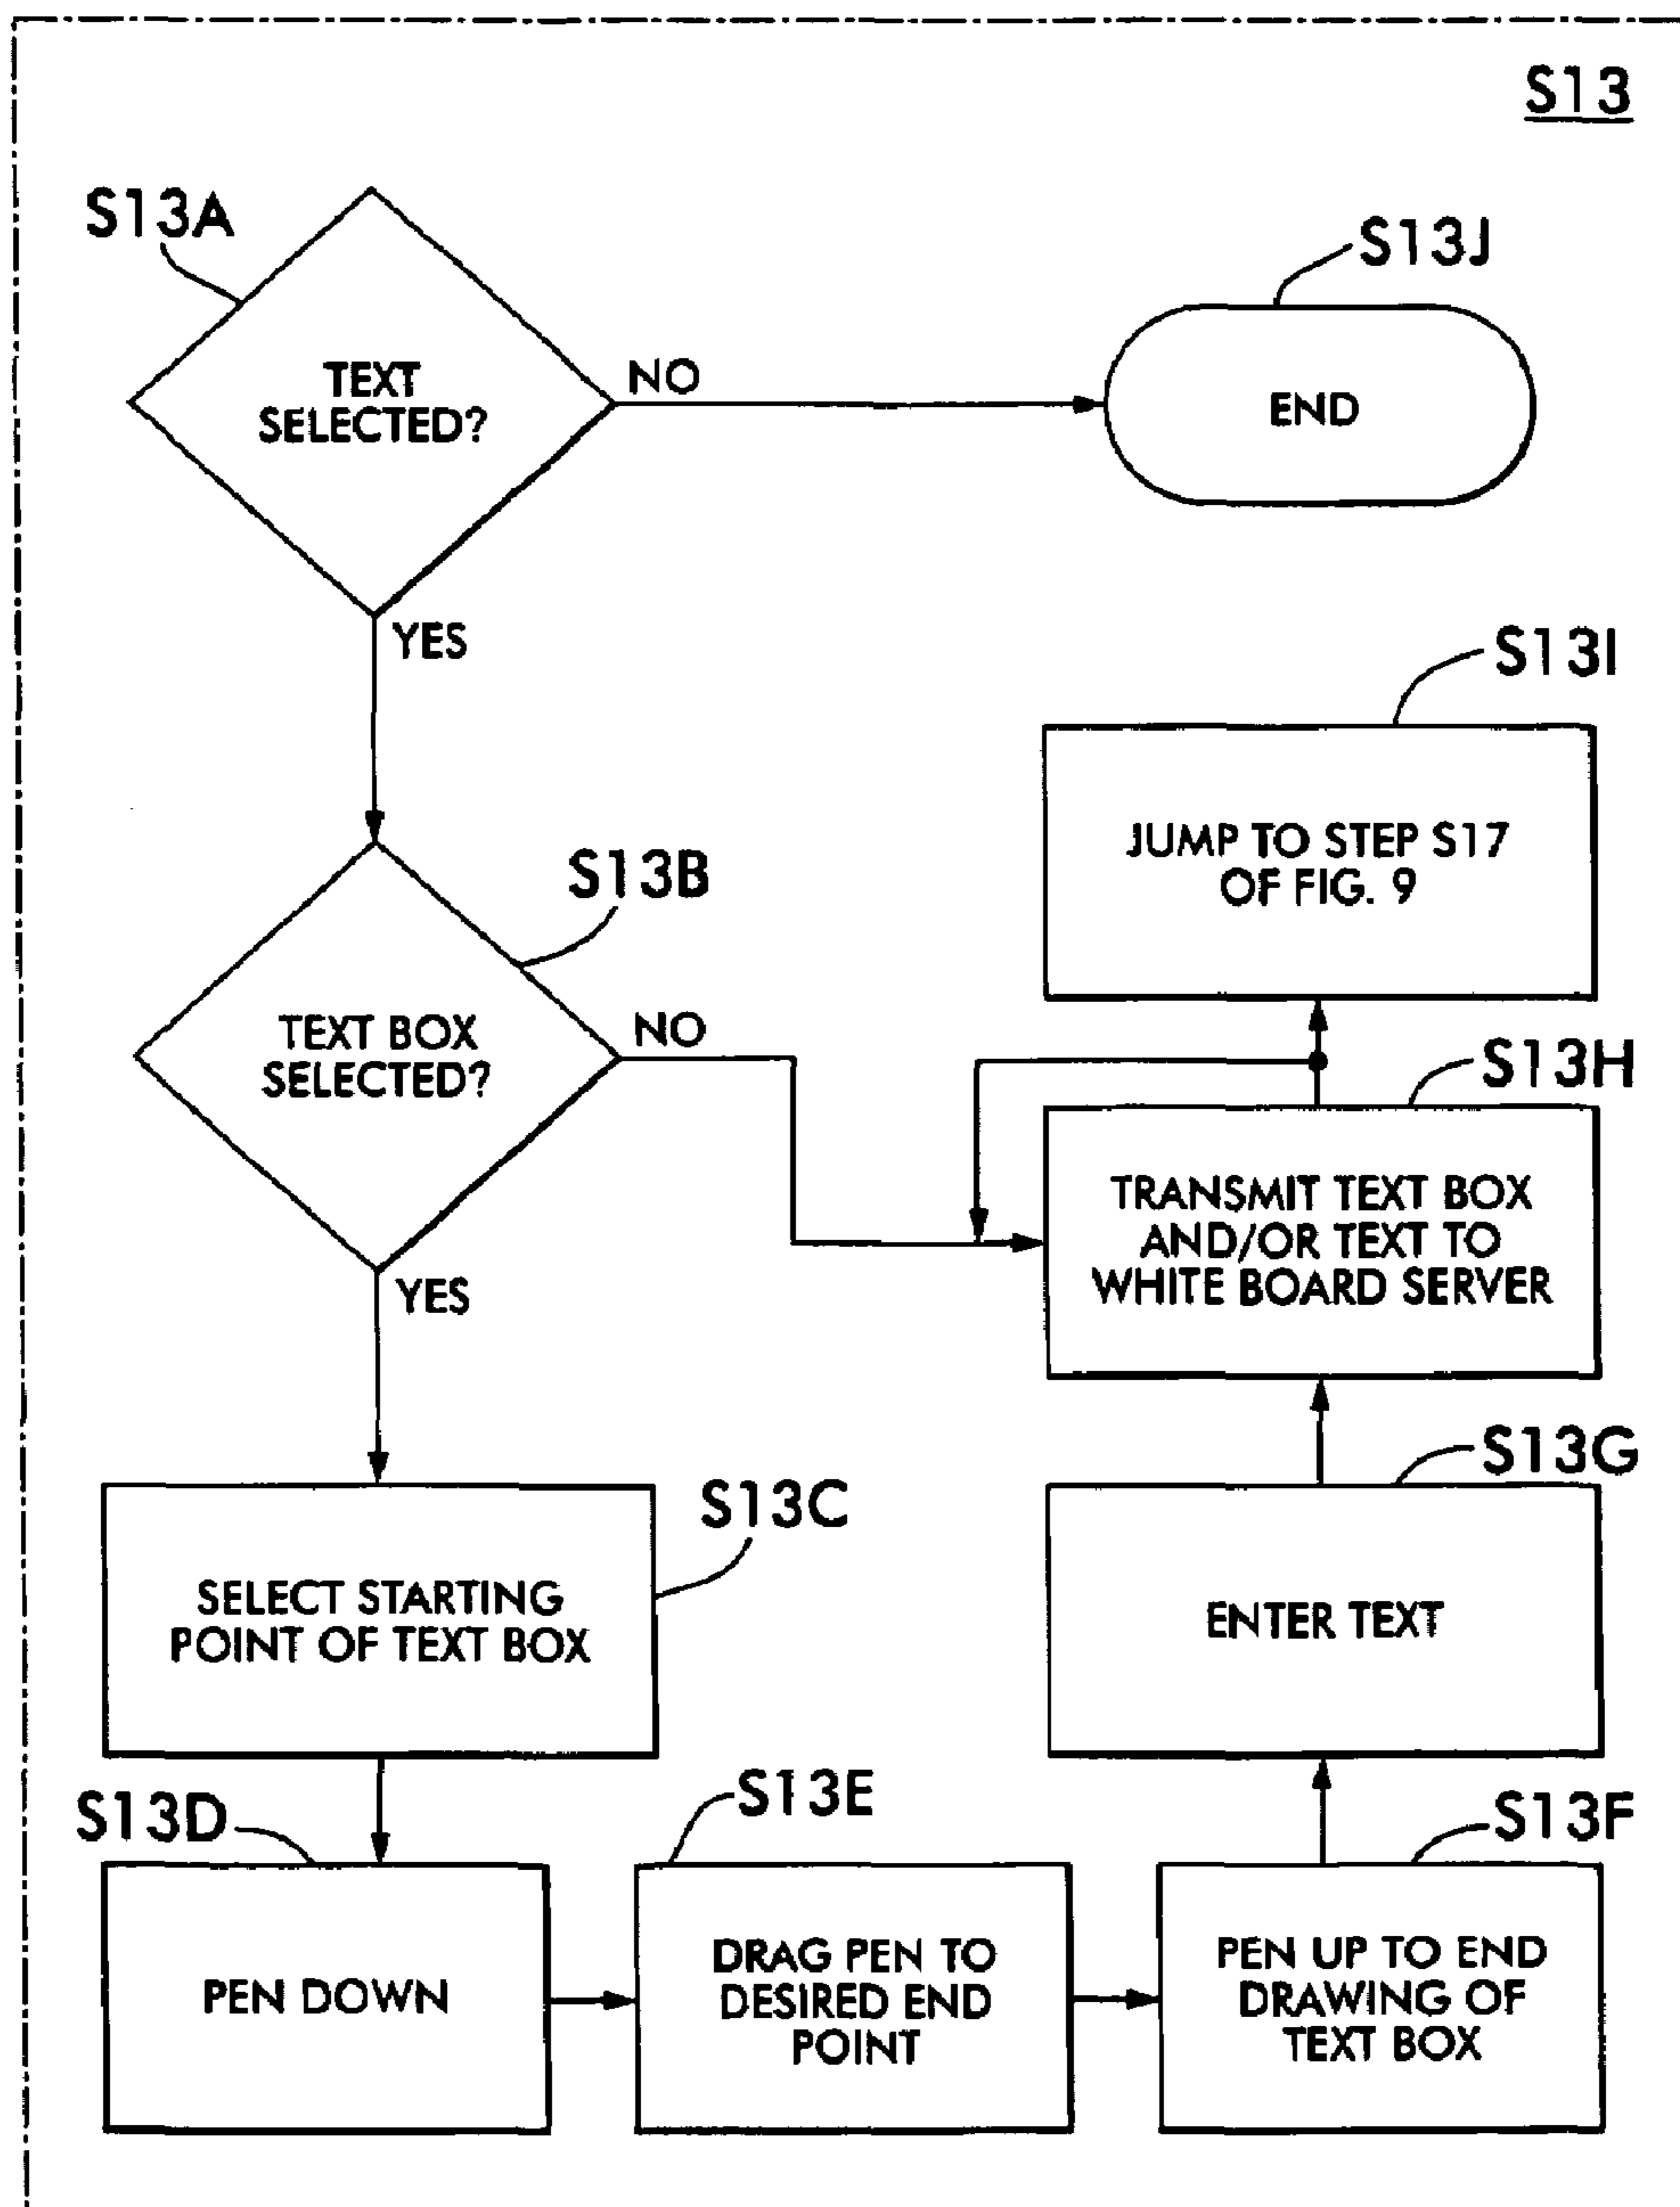 S13
S13A
TEXT
SELECTED?
NO
S13J
END
YES
S13I
JUMP TO STEP S17
OF FIG. 9
S13B
TEXT BOX
SELECTED?
NO
S13H
TRANSMIT TEXT BOX
AND/OR TEXT TO
WHITE BOARD SERVER
YES
S13C
SELECT STARTING
POINT OF TEXT BOX
S13G
ENTER TEXT
S13D
PEN DOWN
S13E
DRAG PEN TO
DESIRED END
POINT
S13F
PEN UP TO END
DRAWING OF
TEXT BOX